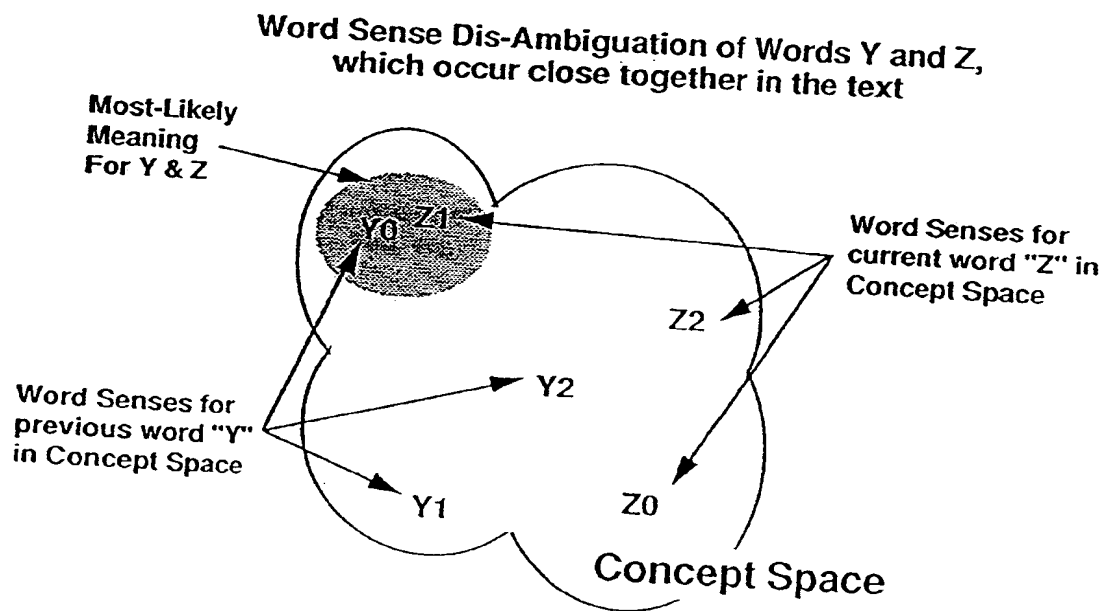 Word Sense Dis-Ambiguation of Words Y and Z,
which occur close together in the text
Most-Likely
Meaning
For Y & Z
Y0 Z1
Word Senses for
current word "Z" in
Concept Space
Z2
Y2
Word Senses for
previous word "Y"
in Concept Space
Y1
Z0
Concept Space